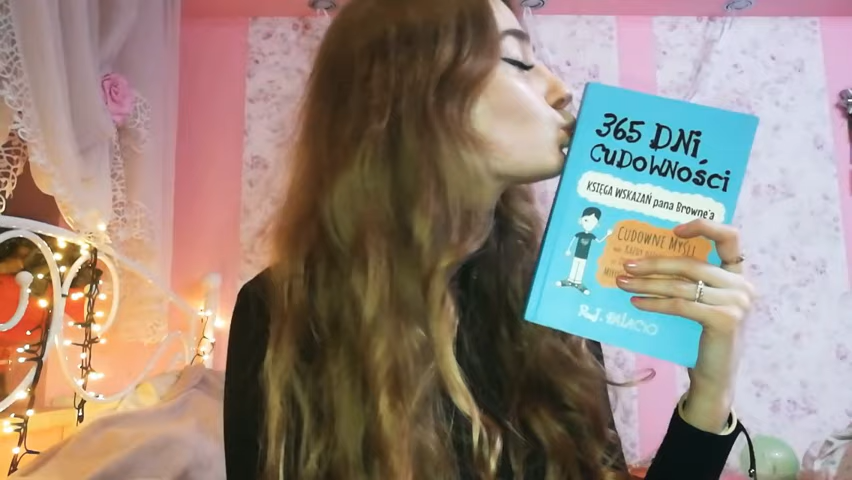 365 DNi
CUDOWNOŚCi
KSIĘGA WSKAZAŃ pana Browne'a
CUDOWNE MYŚLI
R.J. PALACIO